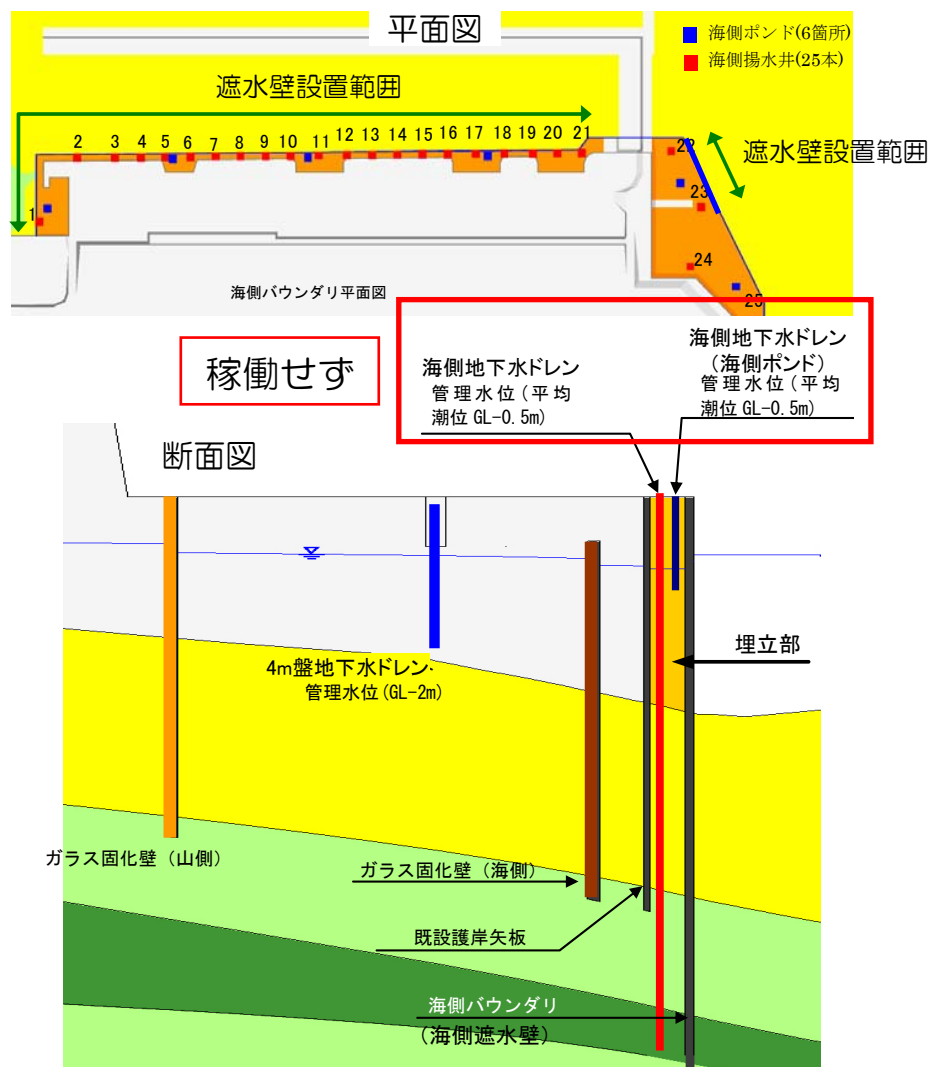 平面図
海側ポンド(6箇所)
海側揚水井(25本)
遮水壁設置範囲
2 3 4 5 6 7 8 9 10 11 12 13 14 15 16 17 18 19 20 21
22
遮水壁設置範囲
23
1
24
25
海側バウンダリ平面図
稼働せず
海側地下水ドレン
管理水位(平均
潮位 GL-0.5m)
海側地下水ドレン
(海側ポンド)
管理水位(平均
潮位 GL-0.5m)
断面図
埋立部
4m盤地下水ドレン
管理水位(GL-2m)
ガラス固化壁(山側)
ガラス固化壁(海側)
既設護岸矢板
海側バウンダリ
(海側遮水壁)